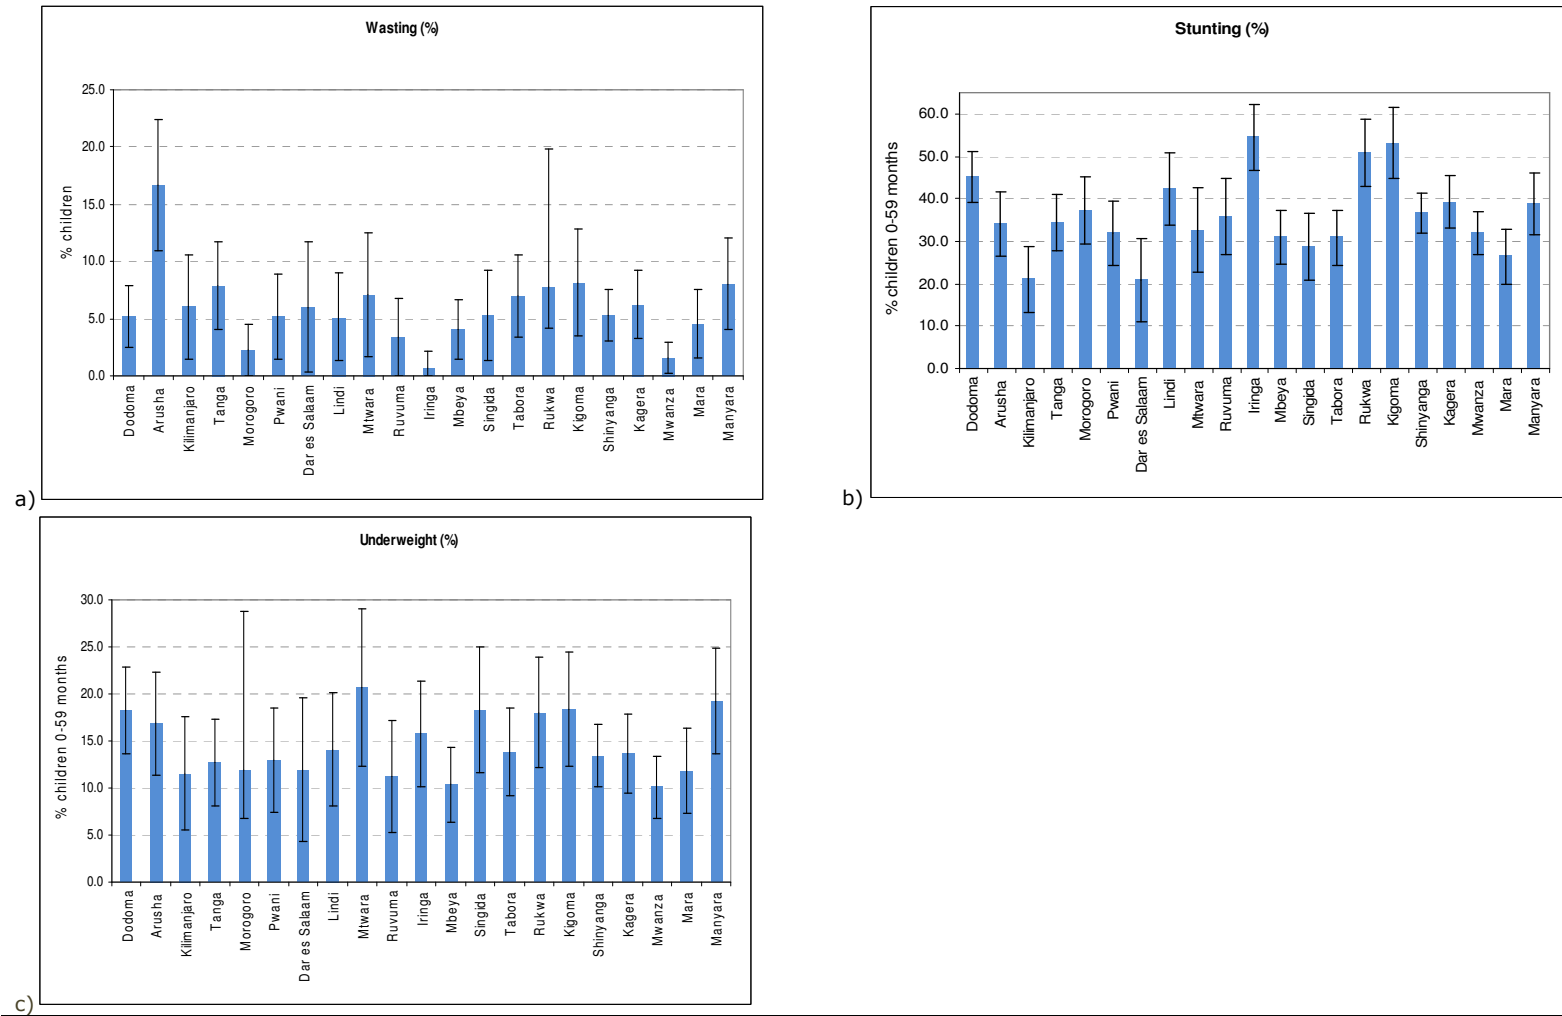 Wasting (%)
% children
25.0
20.0
15.0
10.0
5.0
0.0
Dodoma
Arusha
Kilimanjaro
Tanga
Morogoro
Pwani
Dar es Salaam
Lindi
Mtwara
Ruvuma
Iringa
Mbeya
Singida
Tabora
Rukwa
Kigoma
Shinyanga
Kagera
Mwanza
Mara
Manyara
a)
Stunting (%)
% children 0-59 months
60.0
50.0
40.0
30.0
20.0
10.0
0.0
Dodoma
Arusha
Kilimanjaro
Tanga
Morogoro
Pwani
Dar es Salaam
Lindi
Mtwara
Ruvuma
Iringa
Mbeya
Singida
Tabora
Rukwa
Kigoma
Shinyanga
Kagera
Mwanza
Mara
Manyara
b)
Underweight (%)
% children 0-59 months
30.0
25.0
20.0
15.0
10.0
5.0
0.0
Dodoma
Arusha
Kilimanjaro
Tanga
Morogoro
Pwani
Dar es Salaam
Lindi
Mtwara
Ruvuma
Iringa
Mbeya
Singida
Tabora
Rukwa
Kigoma
Shinyanga
Kagera
Mwanza
Mara
Manyara
c)